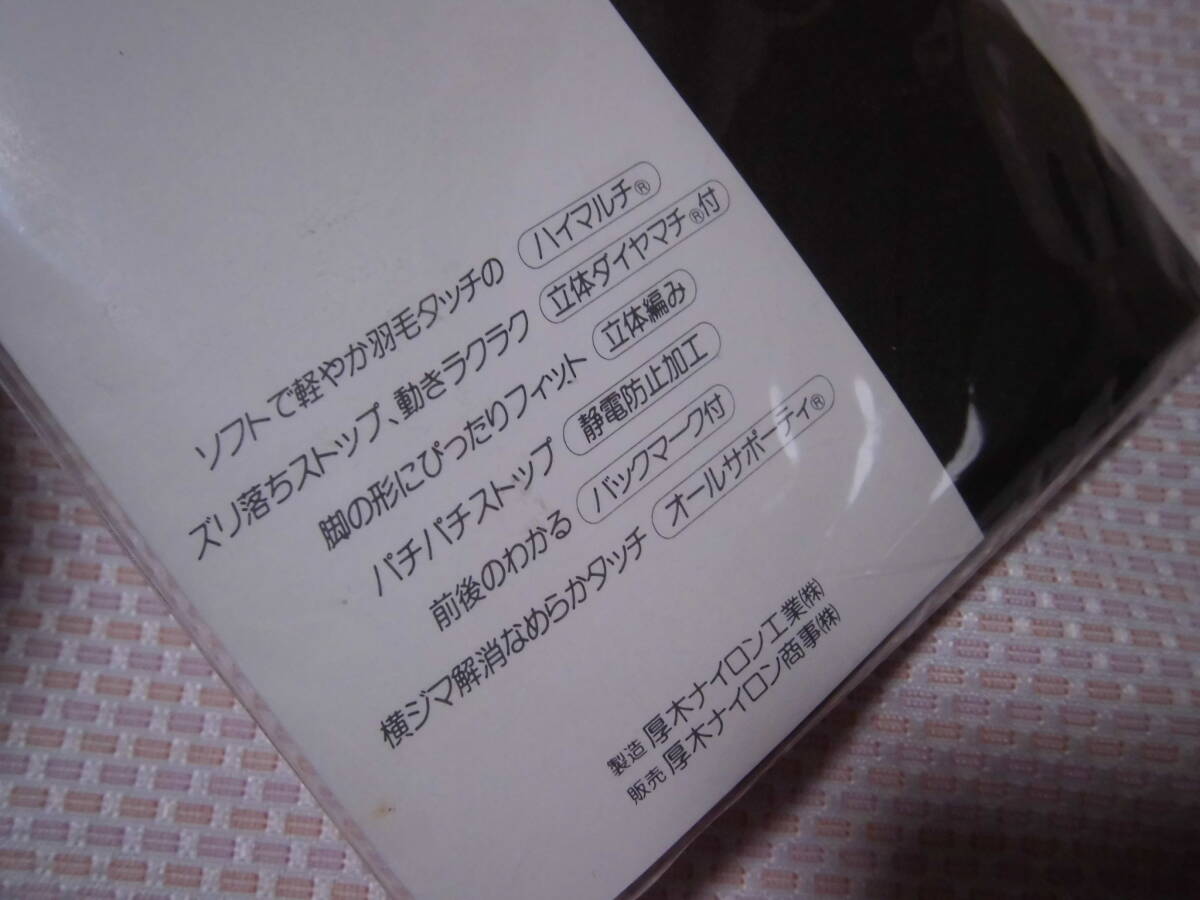 ソフトで軽やか羽毛タッチの ハイマルチ®
ズリ落ちストップ、動きラクラク 立体ダイヤマチ®付
脚の形にぴったりフィット 立体編み
パチパチストップ 静電防止加工
前後のわかる バックマーク付
横ジマ解消なめらかタッチ オールサポーティ®
製造 厚木ナイロン工業㈱
販売 厚木ナイロン商事㈱